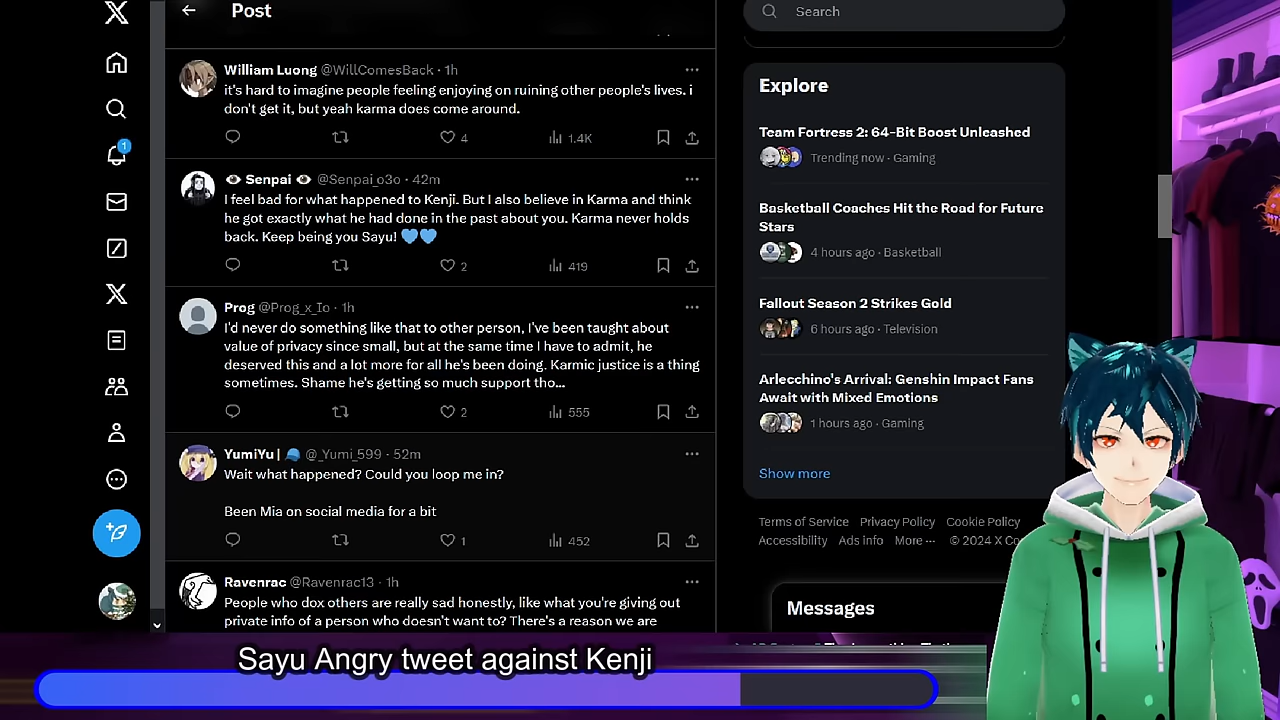 Post
Search
William Luong @WillComesBack · 1h
it's hard to imagine people feeling enjoying on ruining other people's lives. i
don't get it, but yeah karma does come around.
4
1.4K
Senpai @Senpai_o3o · 42m
I feel bad for what happened to Kenji. But I also believe in Karma and think
he got exactly what he had done in the past about you. Karma never holds
back. Keep being you Sayu! 💙💙
2
419
Prog @Prog_x_Io · 1h
I'd never do something like that to other person, I've been taught about
value of privacy since small, but at the same time I have to admit, he
deserved this and a lot more for all he's been doing. Karmic justice is a thing
sometimes. Shame he's getting so much support tho...
2
555
YumiYu | 🧢 @_Yumi_599 · 52m
Wait what happened? Could you loop me in?
Been Mia on social media for a bit
1
452
Ravenrac @Ravenrac13 · 1h
People who dox others are really sad honestly, like what you're giving out
private info of a person who doesn't want to? There's a reason we are
Explore
Team Fortress 2: 64-Bit Boost Unleashed
Trending now · Gaming
Basketball Coaches Hit the Road for Future
Stars
4 hours ago · Basketball
Fallout Season 2 Strikes Gold
6 hours ago · Television
Arlecchino's Arrival: Genshin Impact Fans
Await with Mixed Emotions
1 hours ago · Gaming
Show more
Terms of Service Privacy Policy Cookie Policy
Accessibility Ads info More ··· © 2024 X
Messages
1
Sayu Angry tweet against Kenji